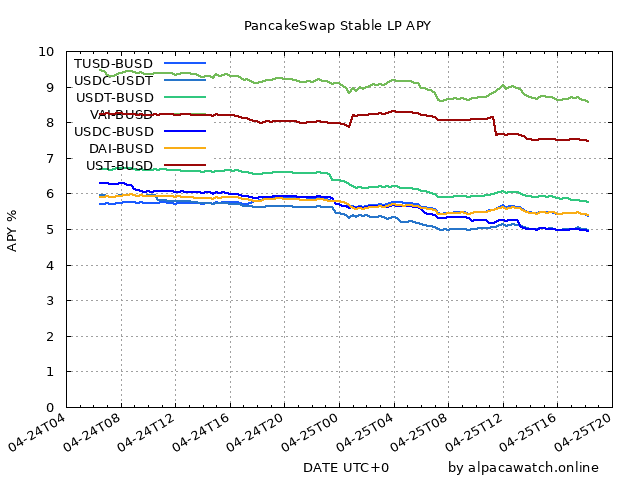 PancakeSwap Stable LP APY
10
9
8
7
6
5
4
3
2
1
0
APY %
TUSD-BUSD
USDC-USDT
USDT-BUSD
VAI-BUSD
USDC-BUSD
DAI-BUSD
UST-BUSD
04-24T04
04-24T08
04-24T12
04-24T16
04-24T20
04-25T00
04-25T04
04-25T08
04-25T12
04-25T16
04-25T20
DATE UTC+0
by alpacawatch.online